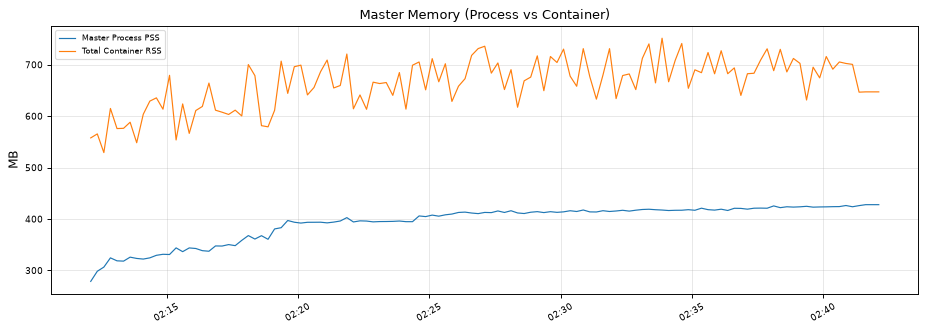 Master Memory (Process vs Container)
Master Process PSS
Total Container RSS
MB
700
600
500
400
300
02:15
02:20
02:25
02:30
02:35
02:40